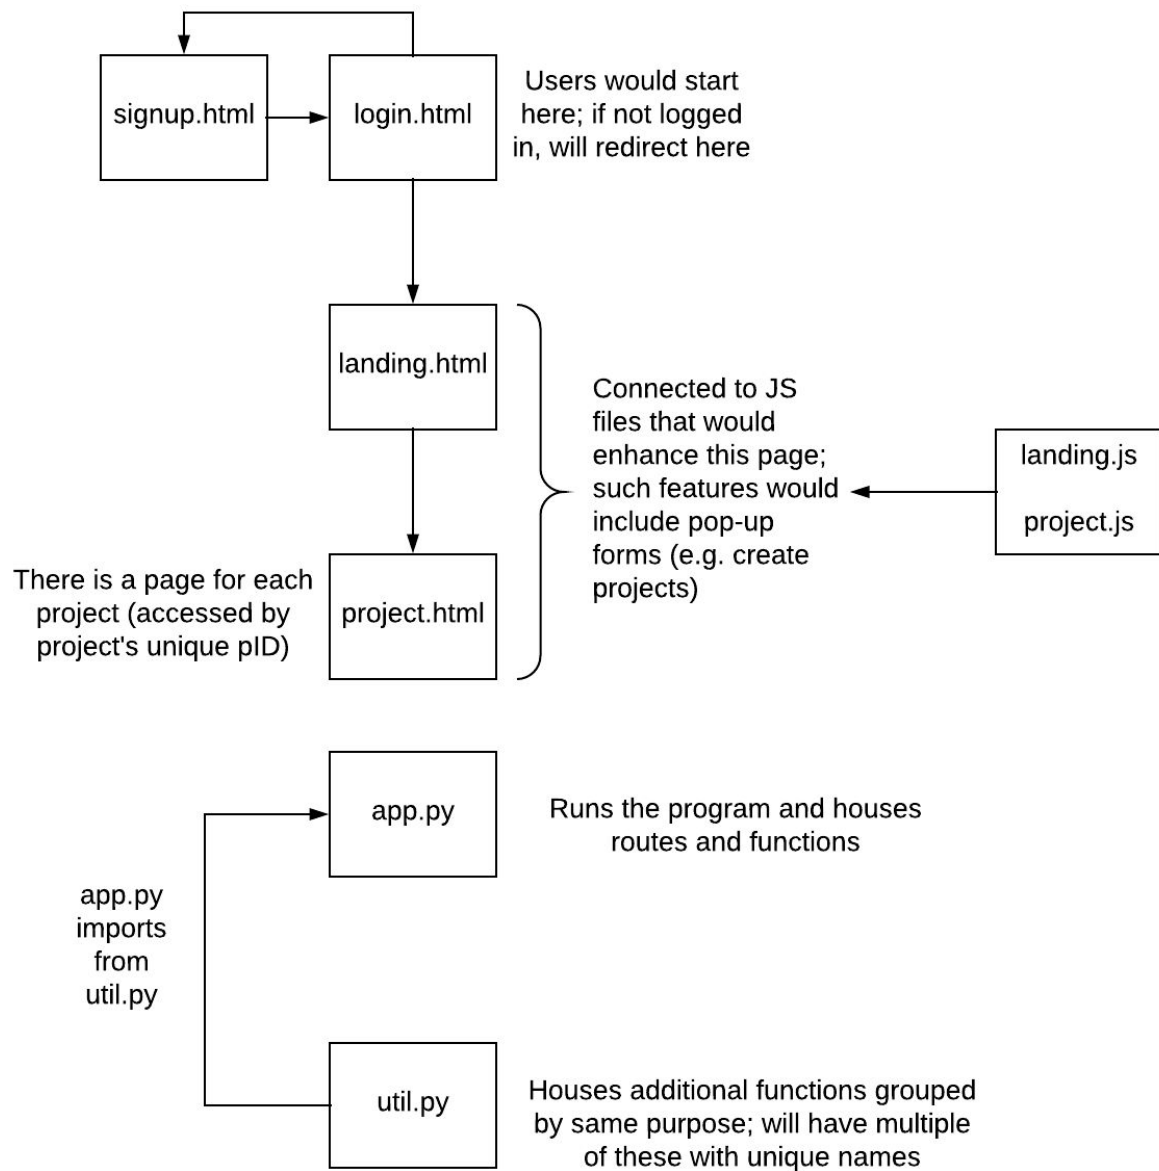 signup.html
login.html
Users would start
here; if not logged
in, will redirect here
landing.html
Connected to JS
files that would
enhance this page;
such features would
include pop-up
forms (e.g. create
projects)
landing.js
project.js
There is a page for each
project (accessed by
project's unique pID)
project.html
app.py
Runs the program and houses
routes and functions
app.py
imports
from
util.py
util.py
Houses additional functions grouped
by same purpose; will have multiple
of these with unique names